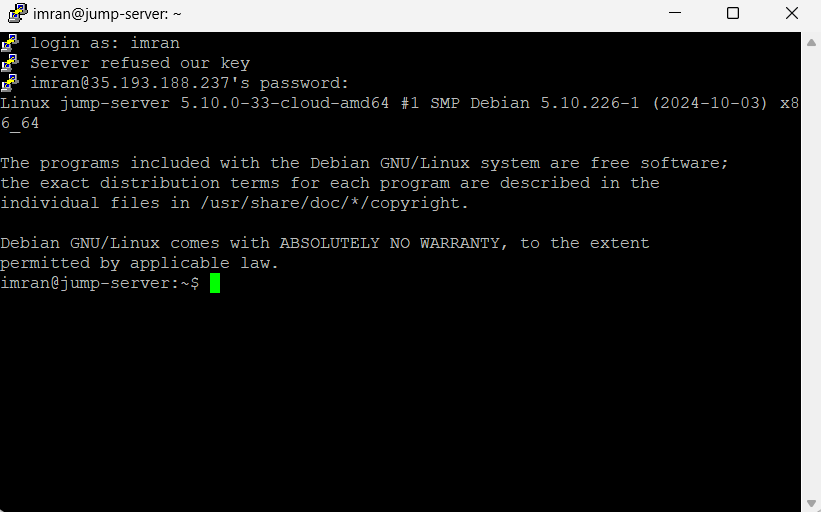 imran@jump-server: ~
login as: imran
Server refused our key
imran@35.193.188.237's password:
Linux jump-server 5.10.0-33-cloud-amd64 #1 SMP Debian 5.10.226-1 (2024-10-03) x8
6_64
The programs included with the Debian GNU/Linux system are free software;
the exact distribution terms for each program are described in the
individual files in /usr/share/doc/*/copyright.
Debian GNU/Linux comes with ABSOLUTELY NO WARRANTY, to the extent
permitted by applicable law.
imran@jump-server:~$